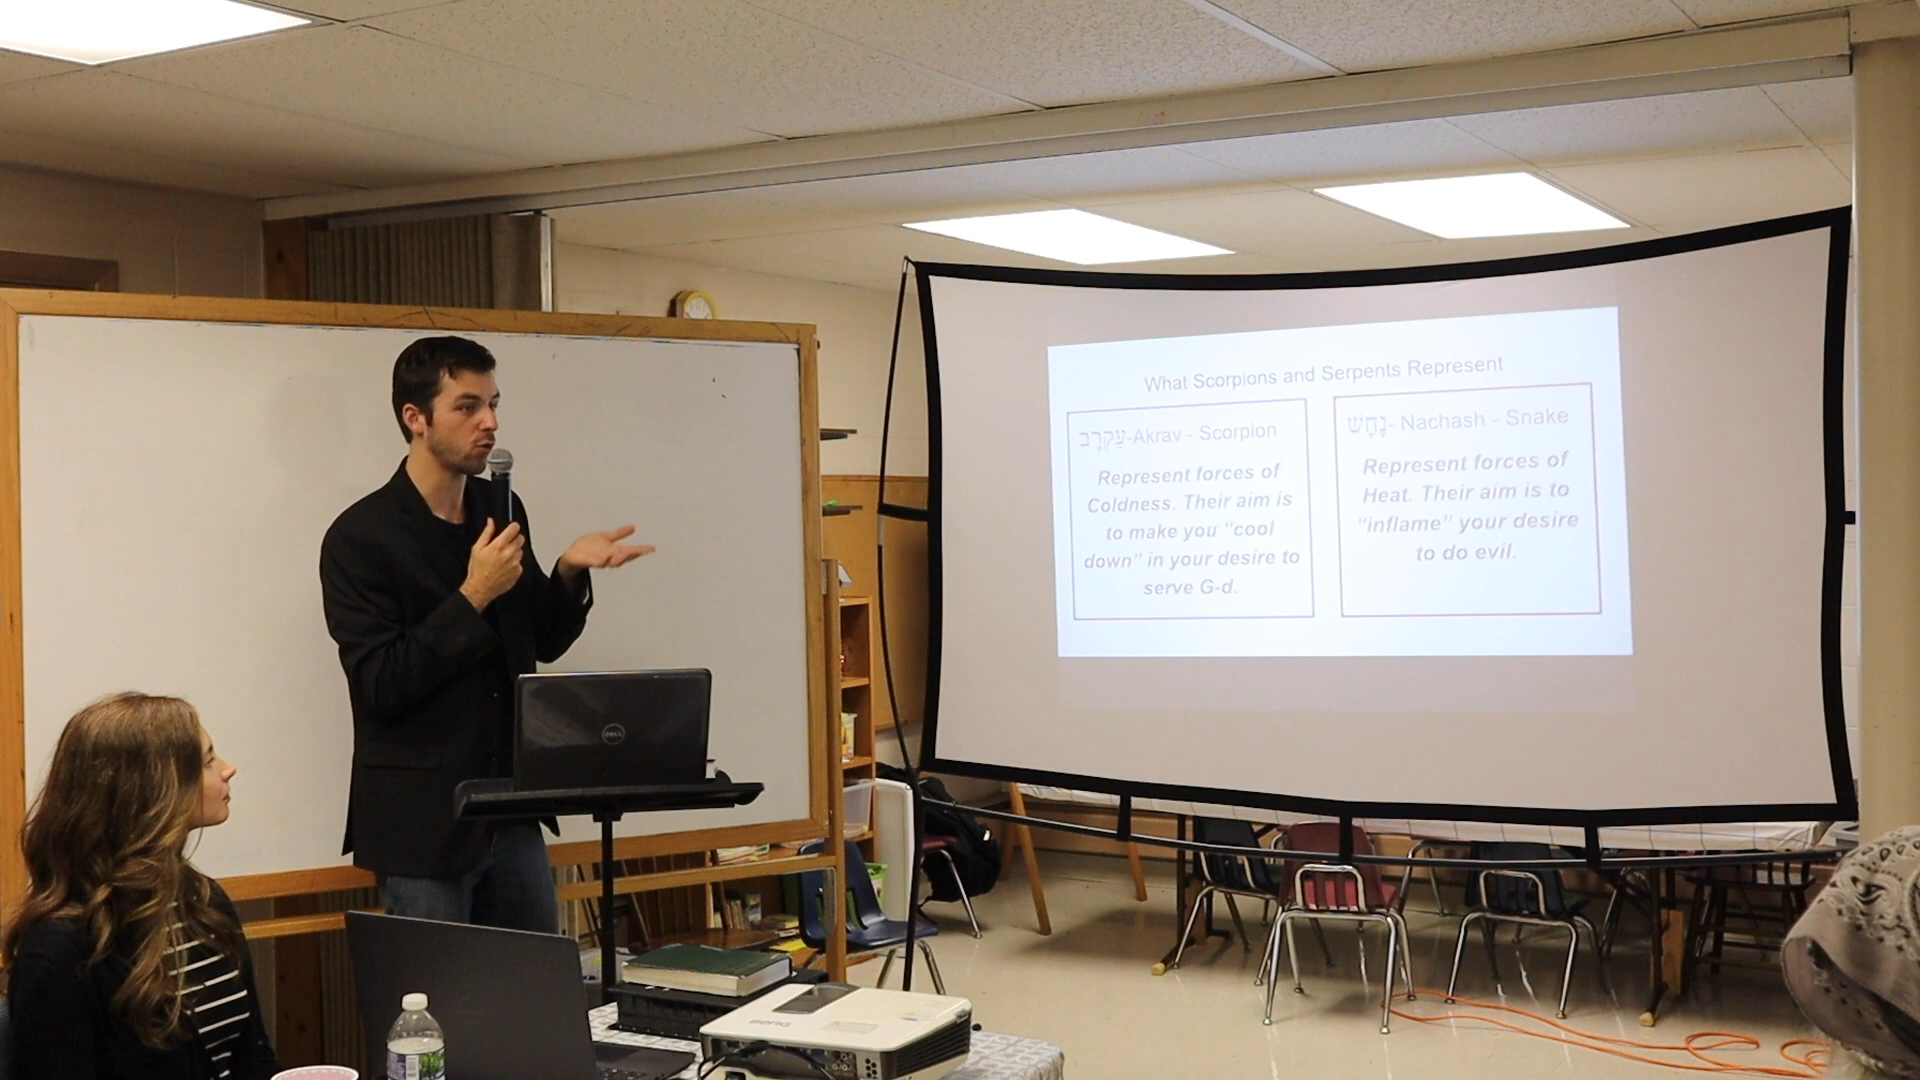 What Scorpions and Serpents Represent
עַקְרָב-Akrav - Scorpion
Represent forces of
Coldness. Their aim is
to make you “cool
down” in your desire to
serve G-d.
נָחָשׁ- Nachash - Snake
Represent forces of
Heat. Their aim is to
“inflame” your desire
to do evil.
DELL
BenQ